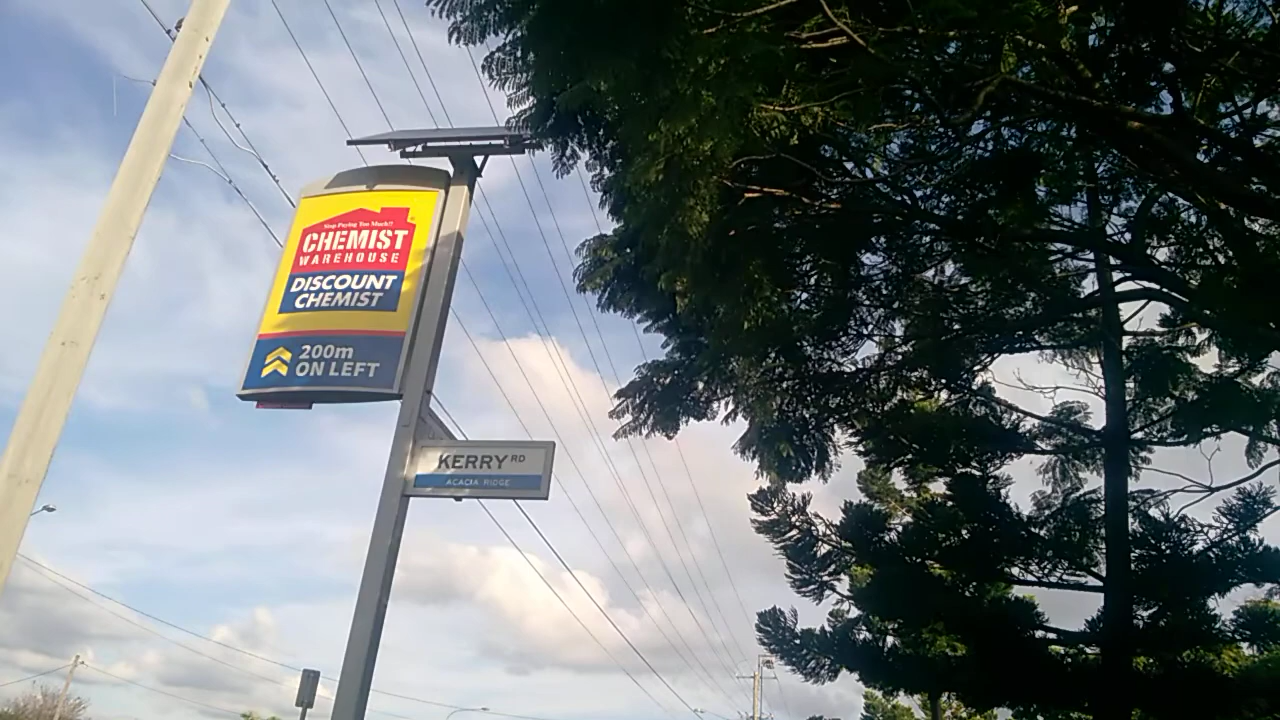 Stop Paying Too Much!!
CHEMIST
WAREHOUSE
DISCOUNT
CHEMIST
200m
ON LEFT
KERRY RD
ACACIA RIDGE